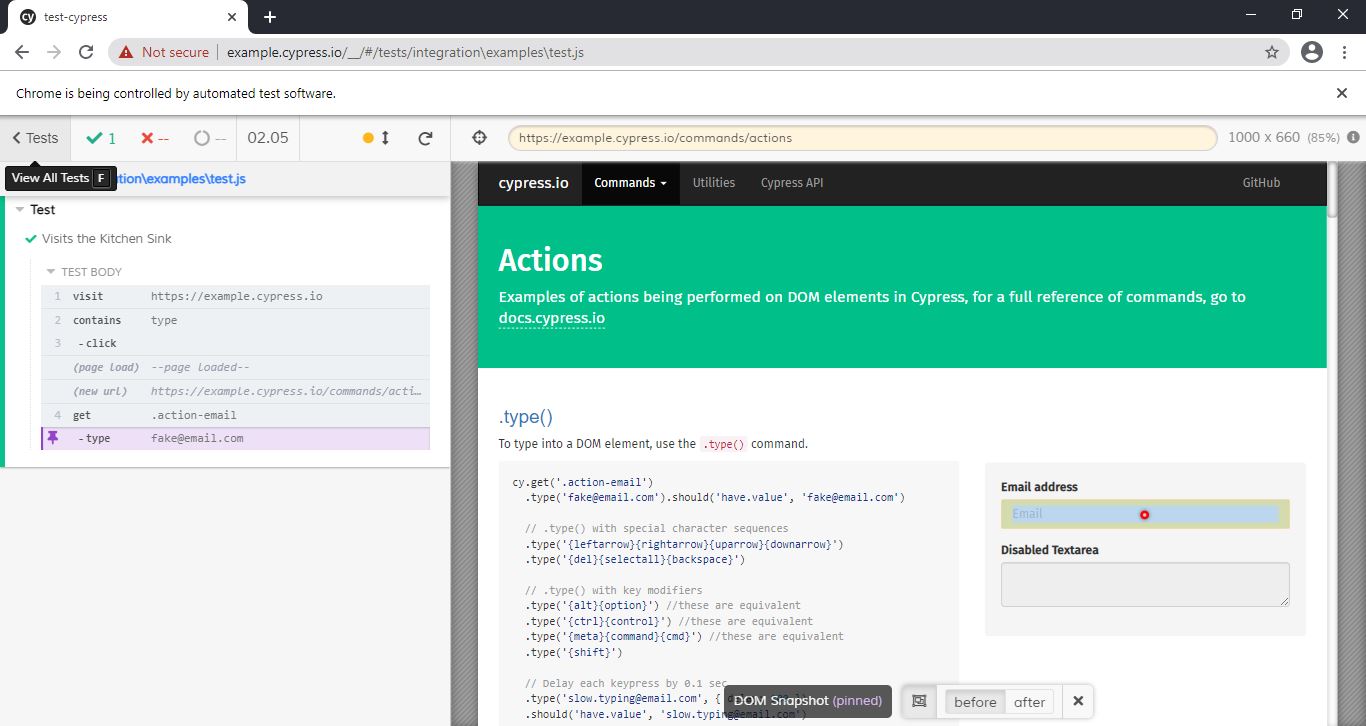 cy test-cypress
Not secure example.cypress.io/__/#/tests/integration\examples\test.js
Chrome is being controlled by automated test software.
Tests 1 -- -- 02.05
https://example.cypress.io/commands/actions 1000 x 660 (85%)
View All Tests F
tion\examples\test.js
Test
Visits the Kitchen Sink
TEST BODY
1 visit https://example.cypress.io
2 contains type
3 -click
(page load) --page loaded--
(new url) https://example.cypress.io/commands/acti…
4 get .action-email
-type fake@email.com
cypress.io Commands Utilities Cypress API GitHub
Actions
Examples of actions being performed on DOM elements in Cypress, for a full reference of commands, go to
docs.cypress.io
.type()
To type into a DOM element, use the .type() command.
cy.get('.action-email')
.type('fake@email.com').should('have.value', 'fake@email.com')
// .type() with special character sequences
.type('{leftarrow}{rightarrow}{uparrow}{downarrow}')
.type('{del}{selectall}{backspace}')
// .type() with key modifiers
.type('{alt}{option}') //these are equivalent
.type('{ctrl}{control}') //these are equivalent
.type('{meta}{command}{cmd}') //these are equivalent
.type('{shift}')
// Delay each keypress by 0.1 sec
.type('slow.typing@email.com', {
.should('have.value', 'slow.typing@email.com')
Email address
Email
Disabled Textarea
DOM Snapshot (pinned) before after